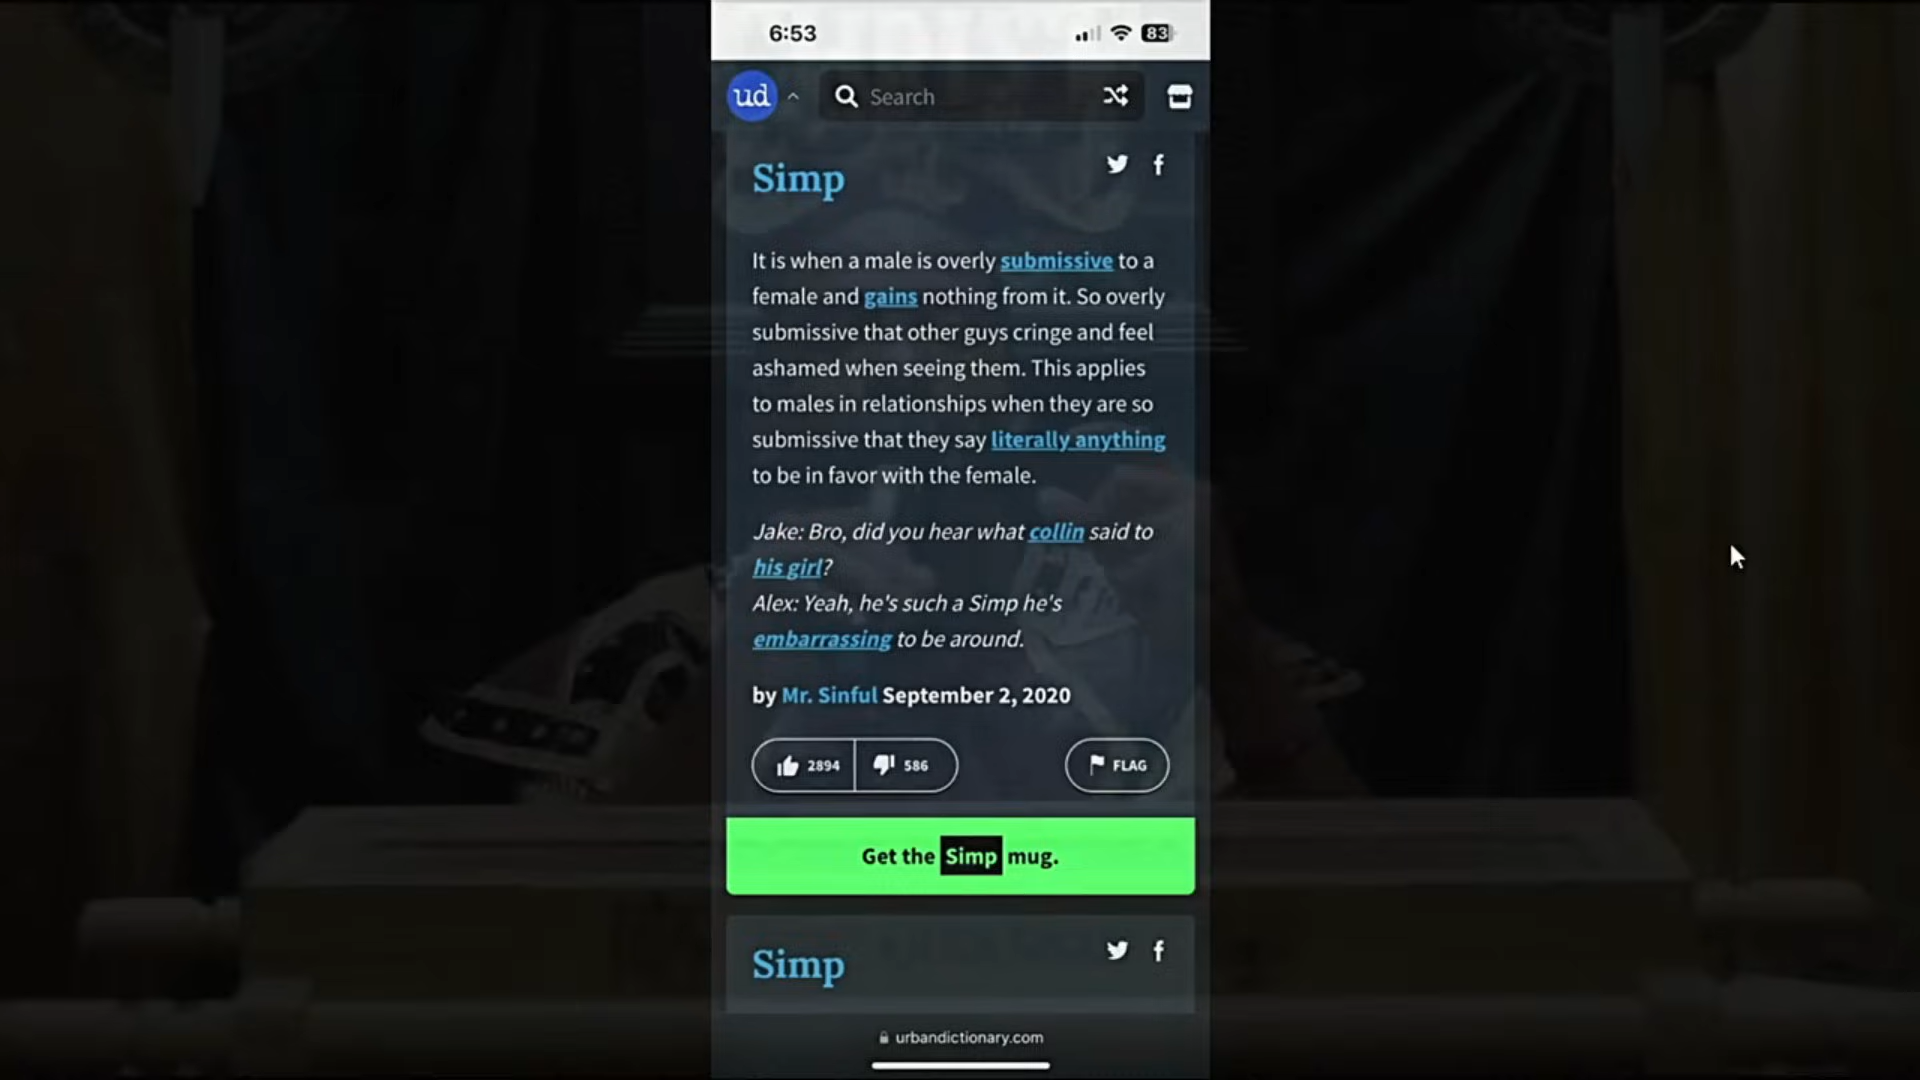 6:53
83
ud
Search
Simp
It is when a male is overly submissive to a
female and gains nothing from it. So overly
submissive that other guys cringe and feel
ashamed when seeing them. This applies
to males in relationships when they are so
submissive that they say literally anything
to be in favor with the female.
Jake: Bro, did you hear what collin said to
his girl?
Alex: Yeah, he's such a Simp he's
embarrassing to be around.
by Mr. Sinful September 2, 2020
2894
586
FLAG
Get the Simp mug.
Simp
urbandictionary.com